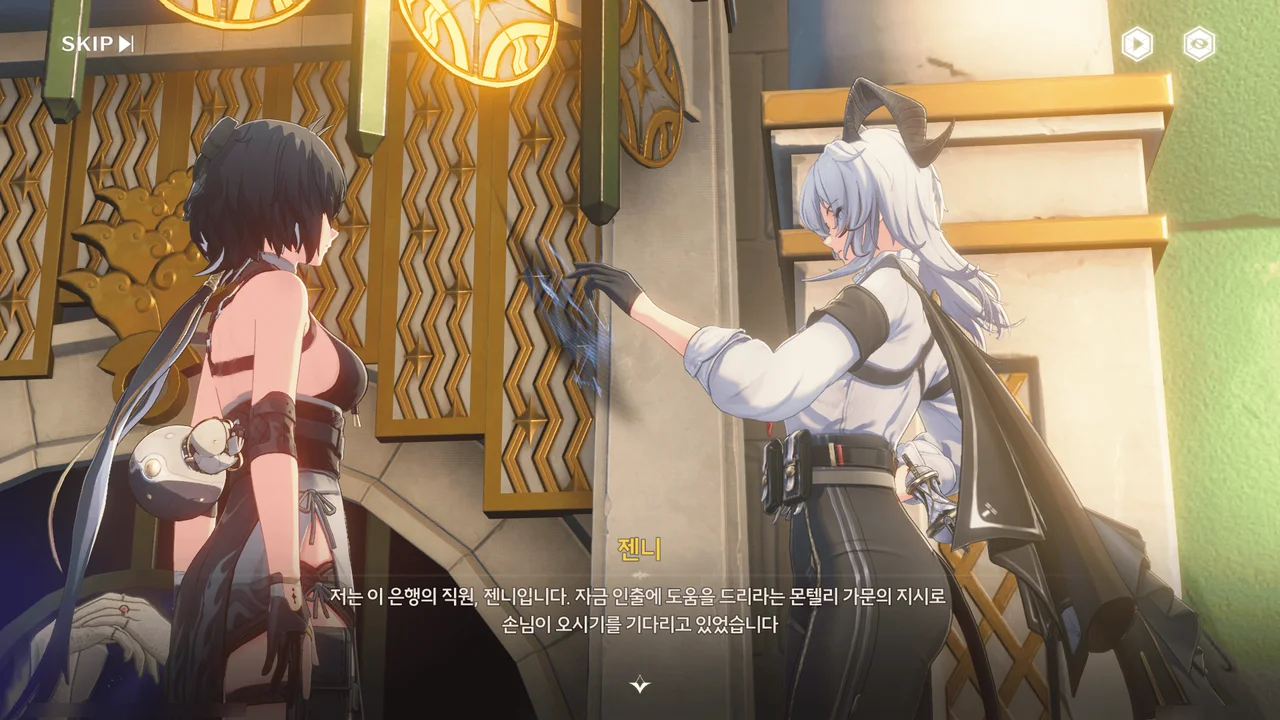 SKIP
젠니
저는 이 은행의 직원, 젠니입니다. 자금 인출에 도움을 드리라는 몬텔리 가문의 지시로
손님이 오시기를 기다리고 있었습니다